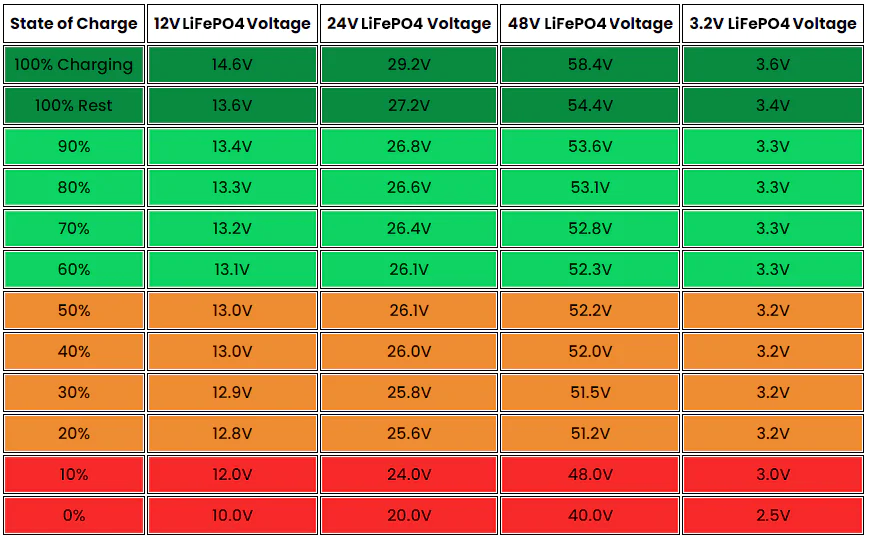 State of Charge 12V LiFePO4 Voltage 24V LiFePO4 Voltage 48V LiFePO4 Voltage 3.2V LiFePO4 Voltage
100% Charging 14.6V 29.2V 58.4V 3.6V
100% Rest 13.6V 27.2V 54.4V 3.4V
90% 13.4V 26.8V 53.6V 3.3V
80% 13.3V 26.6V 53.1V 3.3V
70% 13.2V 26.4V 52.8V 3.3V
60% 13.1V 26.1V 52.3V 3.3V
50% 13.0V 26.1V 52.2V 3.2V
40% 13.0V 26.0V 52.0V 3.2V
30% 12.9V 25.8V 51.5V 3.2V
20% 12.8V 25.6V 51.2V 3.2V
10% 12.0V 24.0V 48.0V 3.0V
0% 10.0V 20.0V 40.0V 2.5V